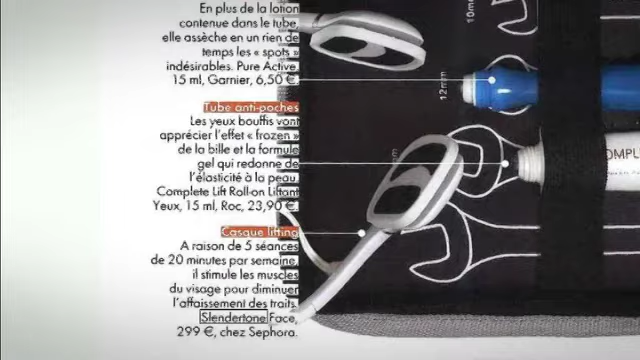 En plus de la lotion
contenue dans le tube,
elle assèche en un rien de
temps les « spots »
indésirables. Pure Active,
15 ml, Garnier, 6,50 €.
Tube anti-poches
Les yeux bouffis vont
apprécier l'effet « frozen »
de la bille et la formule
gel qui redonne de
l'élasticité à la peau.
Complete Lift Roll-on Liftant
Yeux, 15 ml, Roc, 23,90 €.
Casque lifting
A raison de 5 séances
de 20 minutes par semaine,
il stimule les muscles
du visage pour diminuer
l'affaissement des traits.
Slendertone Face,
299 €, chez Sephora.
10mm
12mm